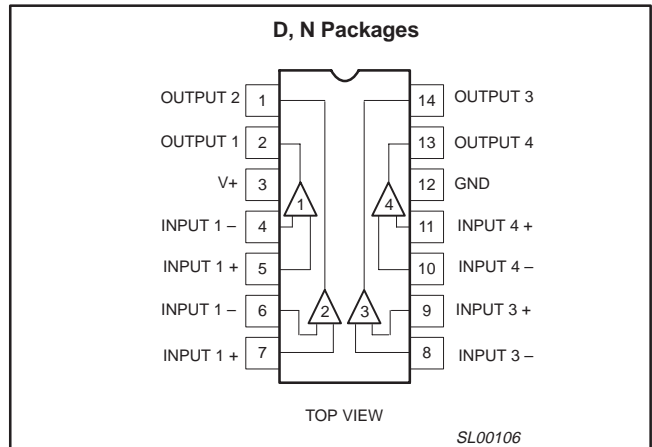 D, N Packages
OUTPUT 2 1 14 OUTPUT 3
OUTPUT 1 2 13 OUTPUT 4
V+ 3 12 GND
1 4
INPUT 1 – 4 11 INPUT 4 +
INPUT 1 + 5 10 INPUT 4 –
INPUT 1 – 6 2 3 9 INPUT 3 +
INPUT 1 + 7 8 INPUT 3 –
TOP VIEW
SL00106